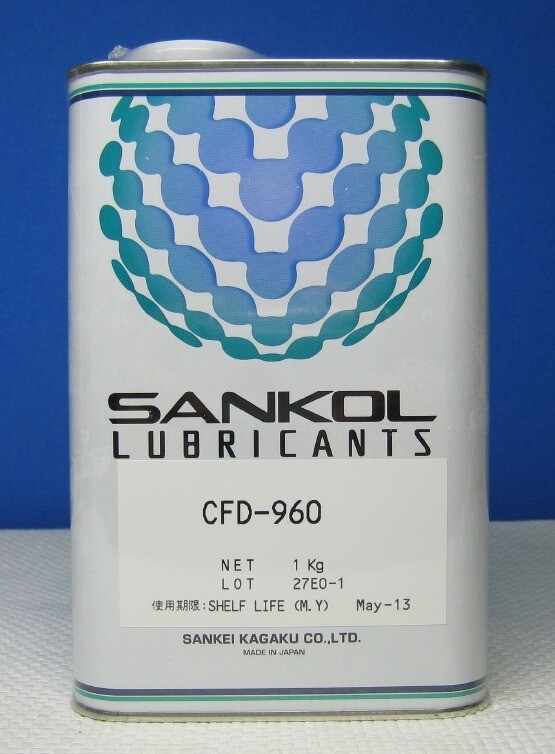 SANKOL
LUBRICANTS
CFD-960
NET 1 Kg
LOT 27E0-1
使用期限:SHELF LIFE (M.Y) May-13
SANKEI KAGAKU CO.,LTD.
MADE IN JAPAN